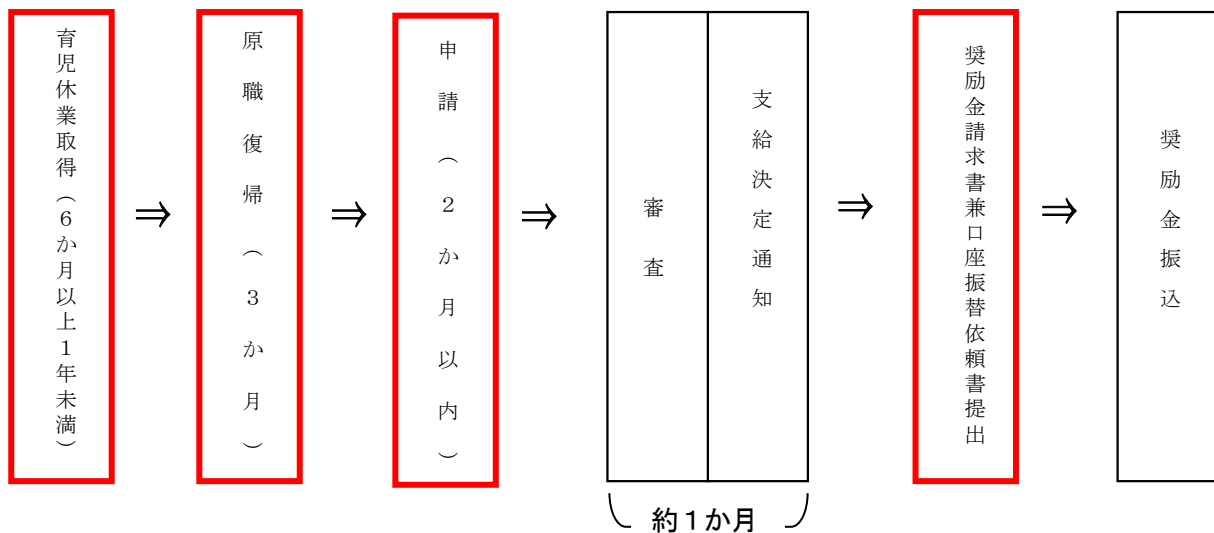 育児休業取得（6か月以上1年未満）
⇒
原職復帰（3か月）
⇒
申請（2か月以内）
⇒
審査
支給決定通知
⇒
奨励金請求書兼口座振替依頼書提出
⇒
奨励金振込
約1か月